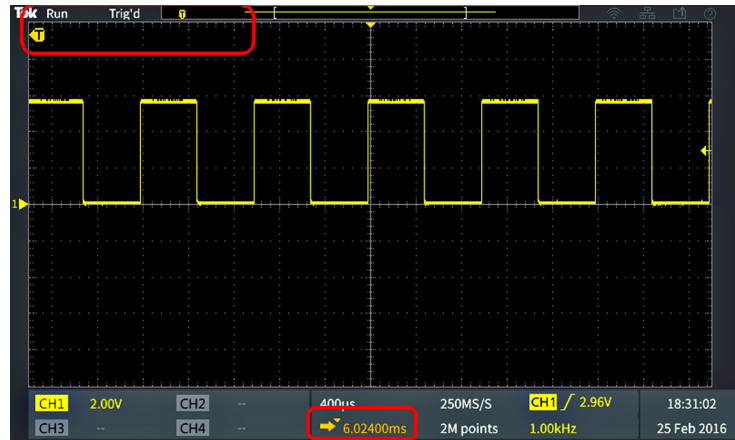 Tek Run Trig'd
T
T
1
CH1 2.00V CH2 -- 400µs 250MS/S CH1 2.96V 18:31:02
CH3 -- CH4 -- 6.02400ms 2M points 1.00kHz 25 Feb 2016